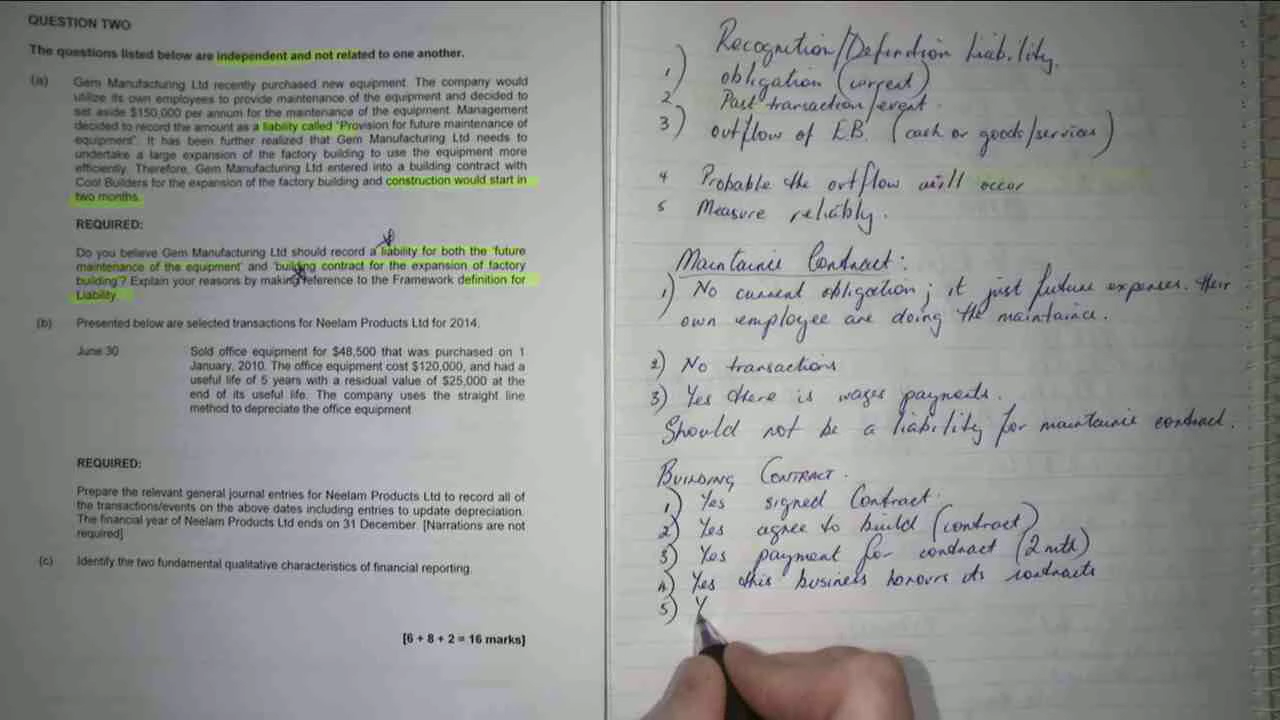 QUESTION TWO
The questions listed below are independent and not related to one another.
(a) Gem Manufacturing Ltd recently purchased new equipment. The company would
utilize its own employees to provide maintenance of the equipment and decided to
set aside $150,000 per annum for the maintenance of the equipment. Management
decided to record the amount as a liability called "Provision for future maintenance of
equipment". It has been further realized that Gem Manufacturing Ltd needs to
undertake a large expansion of the factory building to use the equipment more
efficiently. Therefore, Gem Manufacturing Ltd entered into a building contract with
Cool Builders for the expansion of the factory building and construction would start in
two months.
REQUIRED:
Do you believe Gem Manufacturing Ltd should record a liability for both the 'future
maintenance of the equipment' and 'building contract for the expansion of factory
building'? Explain your reasons by making reference to the Framework definition for
Liability.
(b) Presented below are selected transactions for Neelam Products Ltd for 2014.
June 30 Sold office equipment for $48,500 that was purchased on 1
January, 2010. The office equipment cost $120,000, and had a
useful life of 5 years with a residual value of $25,000 at the
end of its useful life. The company uses the straight line
method to depreciate the office equipment
REQUIRED:
Prepare the relevant general journal entries for Neelam Products Ltd to record all of
the transactions/events on the above dates including entries to update depreciation.
The financial year of Neelam Products Ltd ends on 31 December. [Narrations are not
required]
(c) Identify the two fundamental qualitative characteristics of financial reporting.
[6 + 8 + 2 = 16 marks]
Recognition/Definition Liability.
1) obligation (current)
2 Past transaction/event.
3) outflow of E.B. (cash or goods/services)
4 Probable the outflow will occur
5 Measure reliably.
Maintainie Contract:
1) No current obligation; it just future expenses. their
own employee are doing the maintaince.
2) No transactions
3) Yes there is wages payments.
Should not be a liability for maintainie contract.
BUILDING CONTRACT.
1) Yes signed Contract.
2) Yes agree to build (contract)
3) Yes payment for contract (2 mth)
4) Yes this business honours its contracts
5) Y